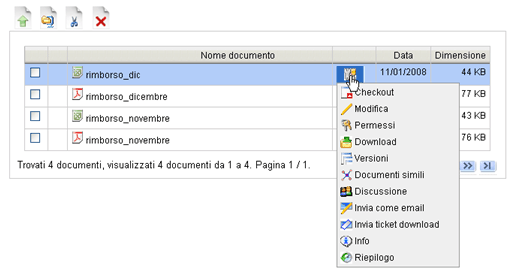 Nome documento Data Dimensione
rimborso_dic 11/01/2008 44 KB
rimborso_dicembre 77 KB
rimborso_novembre 43 KB
rimborso_novembre 76 KB
Trovati 4 documenti, visualizzati 4 documenti da 1 a 4. Pagina 1 / 1.
Checkout
Modifica
Permessi
Download
Versioni
Documenti simili
Discussione
Invia come email
Invia ticket download
Info
Riepilogo